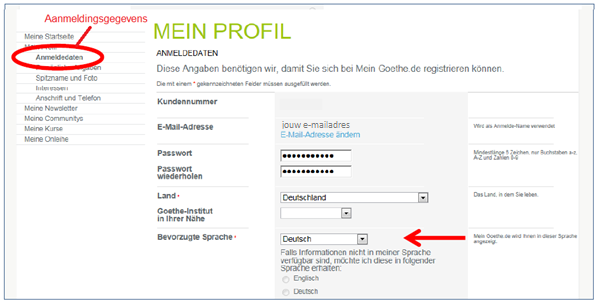 Aanmeldingsgegevens
Meine Startseite
Anmeldedaten
Spitzname und Foto
Interessen
Anschrift und Telefon
Meine Newsletter
Meine Communitys
Meine Kurse
Meine Onleihe
MEIN PROFIL
ANMELDEDATEN
Diese Angaben benötigen wir, damit Sie sich bei Mein Goethe.de registrieren können.
Die mit einem * gekennzeichneten Felder müssen ausgefüllt werden.
Kundennummer
E-Mail-Adresse
jouw e-mailadres
E-Mail-Adresse ändern
Wird als Anmelde-Name verwendet
Passwort
Passwort
wiederholen
Mindestlänge 5 Zeichen, nur Buchstaben a-z,
A-Z und Zahlen 0-9
Land *
Deutschland
Das Land, in dem Sie leben.
Goethe-Institut
in Ihrer Nähe
Bevorzugte Sprache *
Deutsch
Mein Goethe.de wird Ihnen in dieser Sprache
angezeigt.
Falls Informationen nicht in meiner Sprache
verfügbar sind, möchte ich diese in folgender
Sprache erhalten:
Englisch
Deutsch